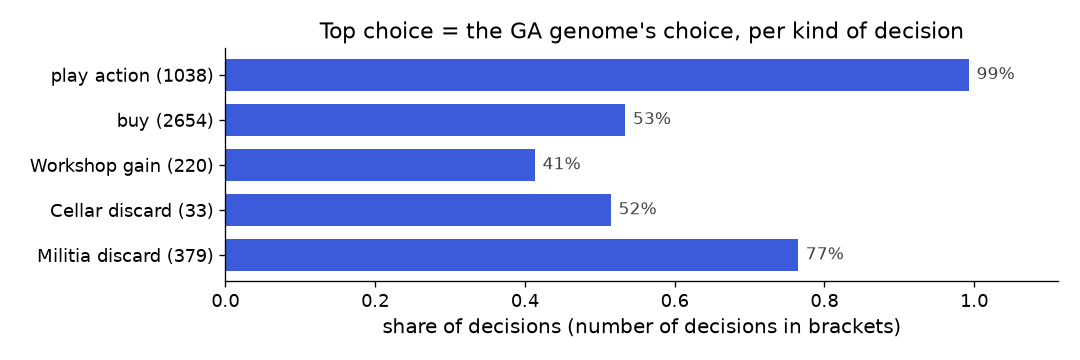 Top choice = the GA genome's choice, per kind of decision
play action (1038) 99%
buy (2654) 53%
Workshop gain (220) 41%
Cellar discard (33) 52%
Militia discard (379) 77%
0.0 0.2 0.4 0.6 0.8 1.0
share of decisions (number of decisions in brackets)